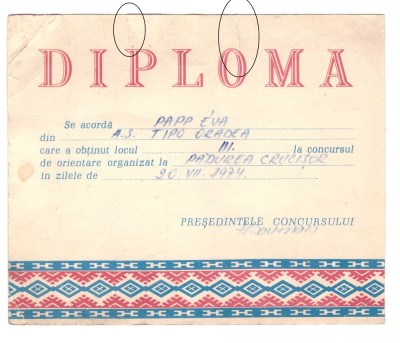 DIPLOMA
Se acordă PAPP ÉVA
din A.S. TIPO ORADEA
care a obținut locul III. la concursul
de orientare organizat la PĂDUREA CRUCIȘOR
în zilele de 20. VII. 1974.
PREȘEDINTELE CONCURSULUI